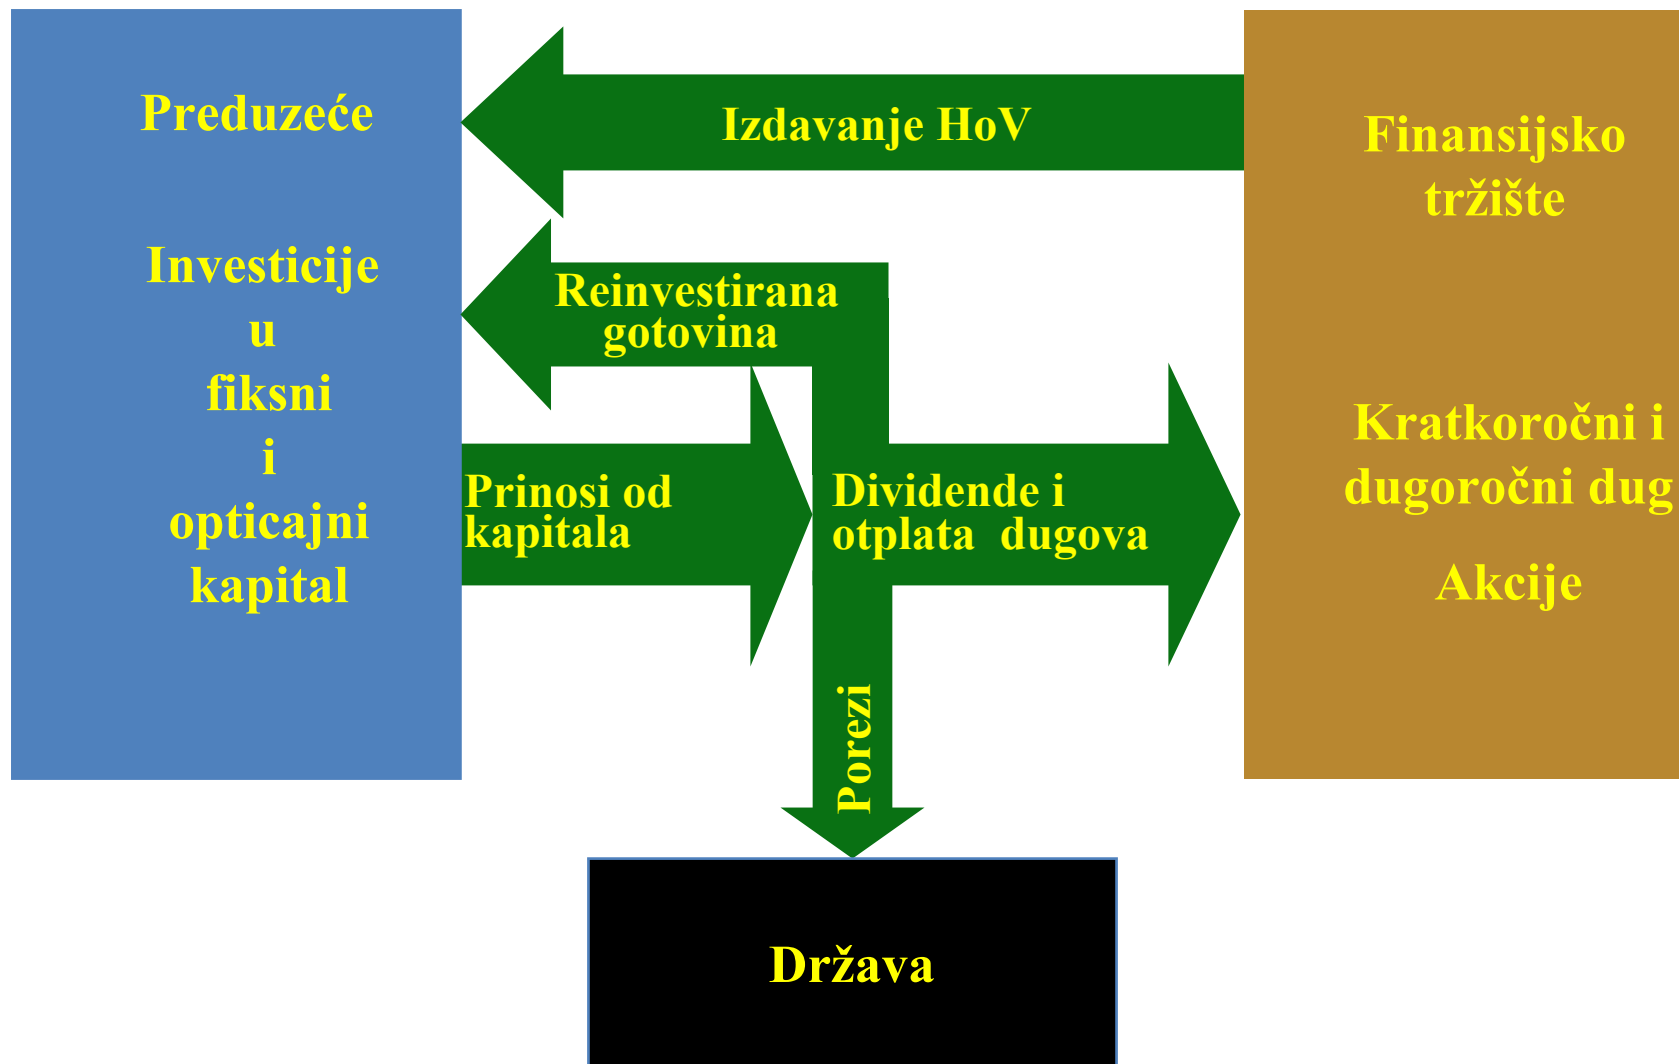 Preduzeće
Investicije
u
fiksni
i
opticajni
kapital
Izdavanje HoV
Reinvestirana
gotovina
Prinosi od
kapitala
Dividende i
otplata dugova
Porezi
Finansijsko
tržište
Kratkoročni i
dugoročni dug
Akcije
Država